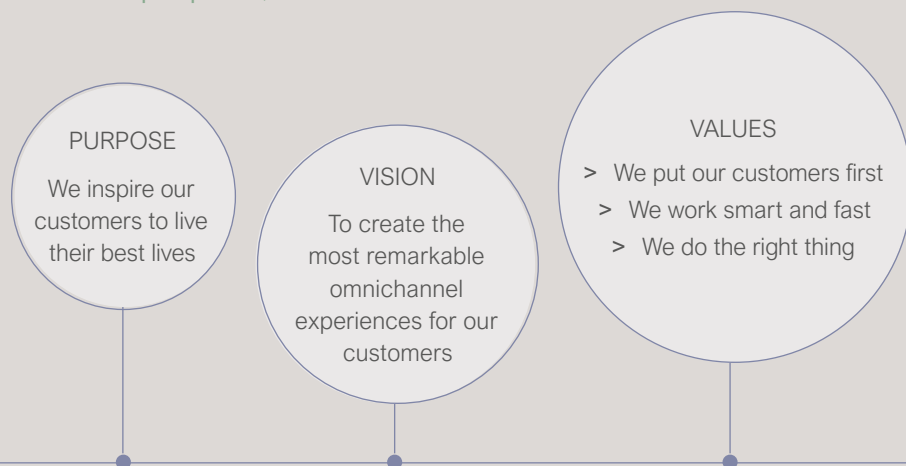 PURPOSE
We inspire our
customers to live
their best lives
VISION
To create the
most remarkable
omnichannel
experiences for our
customers
VALUES
> We put our customers first
> We work smart and fast
> We do the right thing